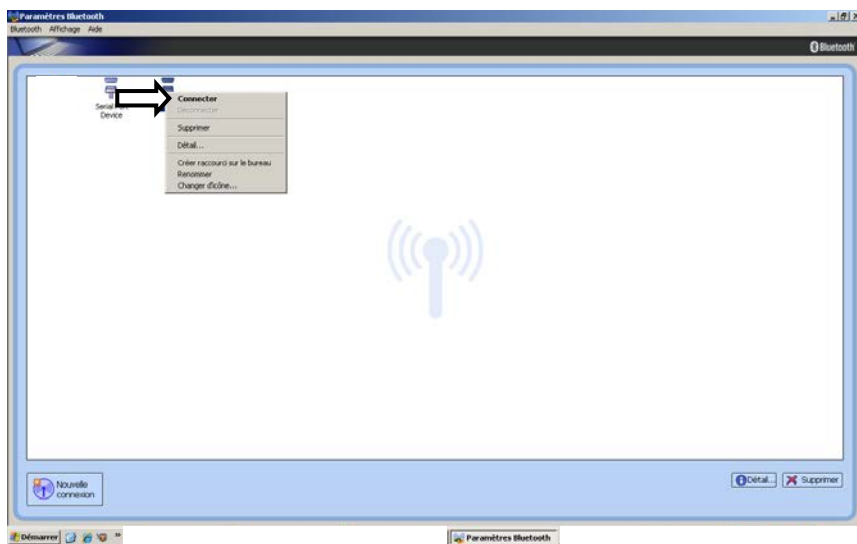 Paramètres Bluetooth
Bluetooth Affichage Aide
Bluetooth
Serial
Device
Connecter
Déconnecter
Supprimer
Détail...
Créer raccourci sur le bureau
Renommer
Changer d'icône...
Nouvelle
connexion
Détail...
Supprimer
Démarrer
»
Paramètres Bluetooth